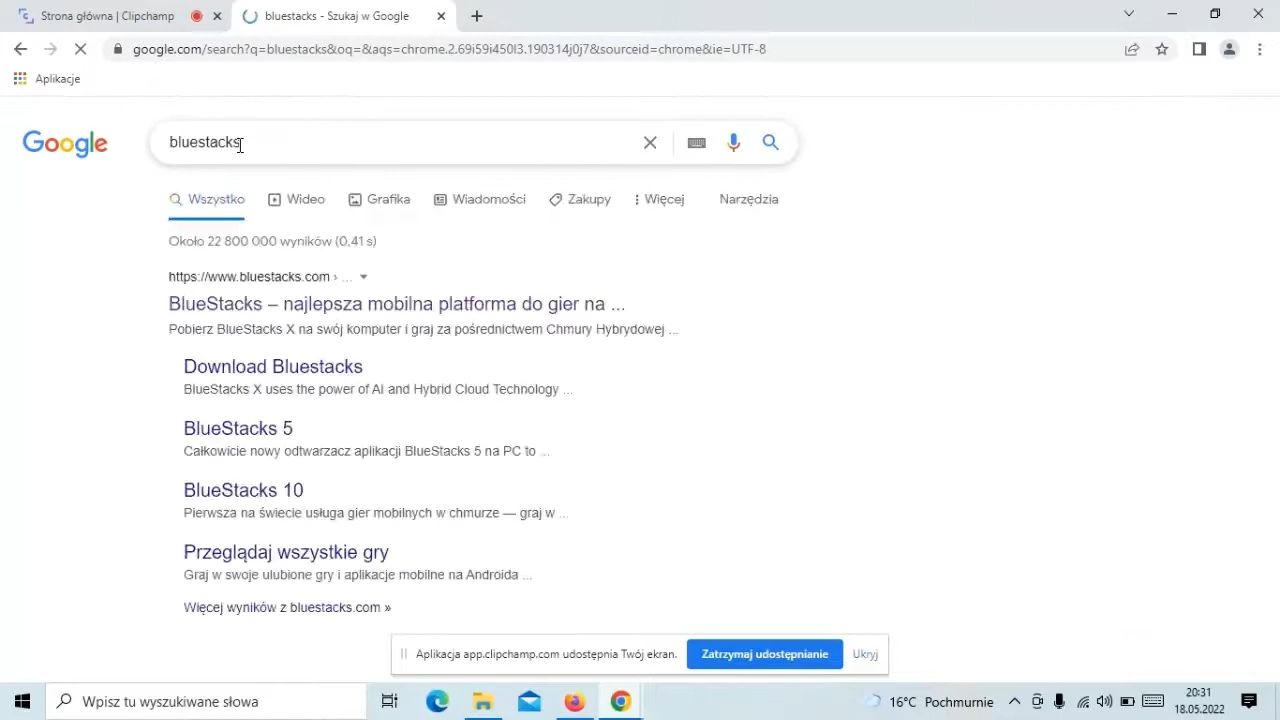 Strona główna | Clipchamp
bluestacks - Szukaj w Google
google.com/search?q=bluestacks&oq=&aqs=chrome.2.69i59i450l3.190314j0j7&sourceid=chrome&ie=UTF-8
Aplikacje
Google
bluestacks
Wszystko Wideo Grafika Wiadomości Zakupy Więcej Narzędzia
Około 22 800 000 wyników (0,41 s)
https://www.bluestacks.com › ...
BlueStacks – najlepsza mobilna platforma do gier na ...
Pobierz BlueStacks X na swój komputer i graj za pośrednictwem Chmury Hybrydowej ...
Download Bluestacks
BlueStacks X uses the power of AI and Hybrid Cloud Technology ...
BlueStacks 5
Całkowicie nowy odtwarzacz aplikacji BlueStacks 5 na PC to ...
BlueStacks 10
Pierwsza na świecie usługa gier mobilnych w chmurze — graj w ...
Przeglądaj wszystkie gry
Graj w swoje ulubione gry i aplikacje mobilne na Androida ...
Więcej wyników z bluestacks.com »
Aplikacja app.clipchamp.com udostępnia Twój ekran. Zatrzymaj udostępnianie Ukryj
Wpisz tu wyszukiwane słowa
16°C Pochmurnie
20:31
18.05.2022